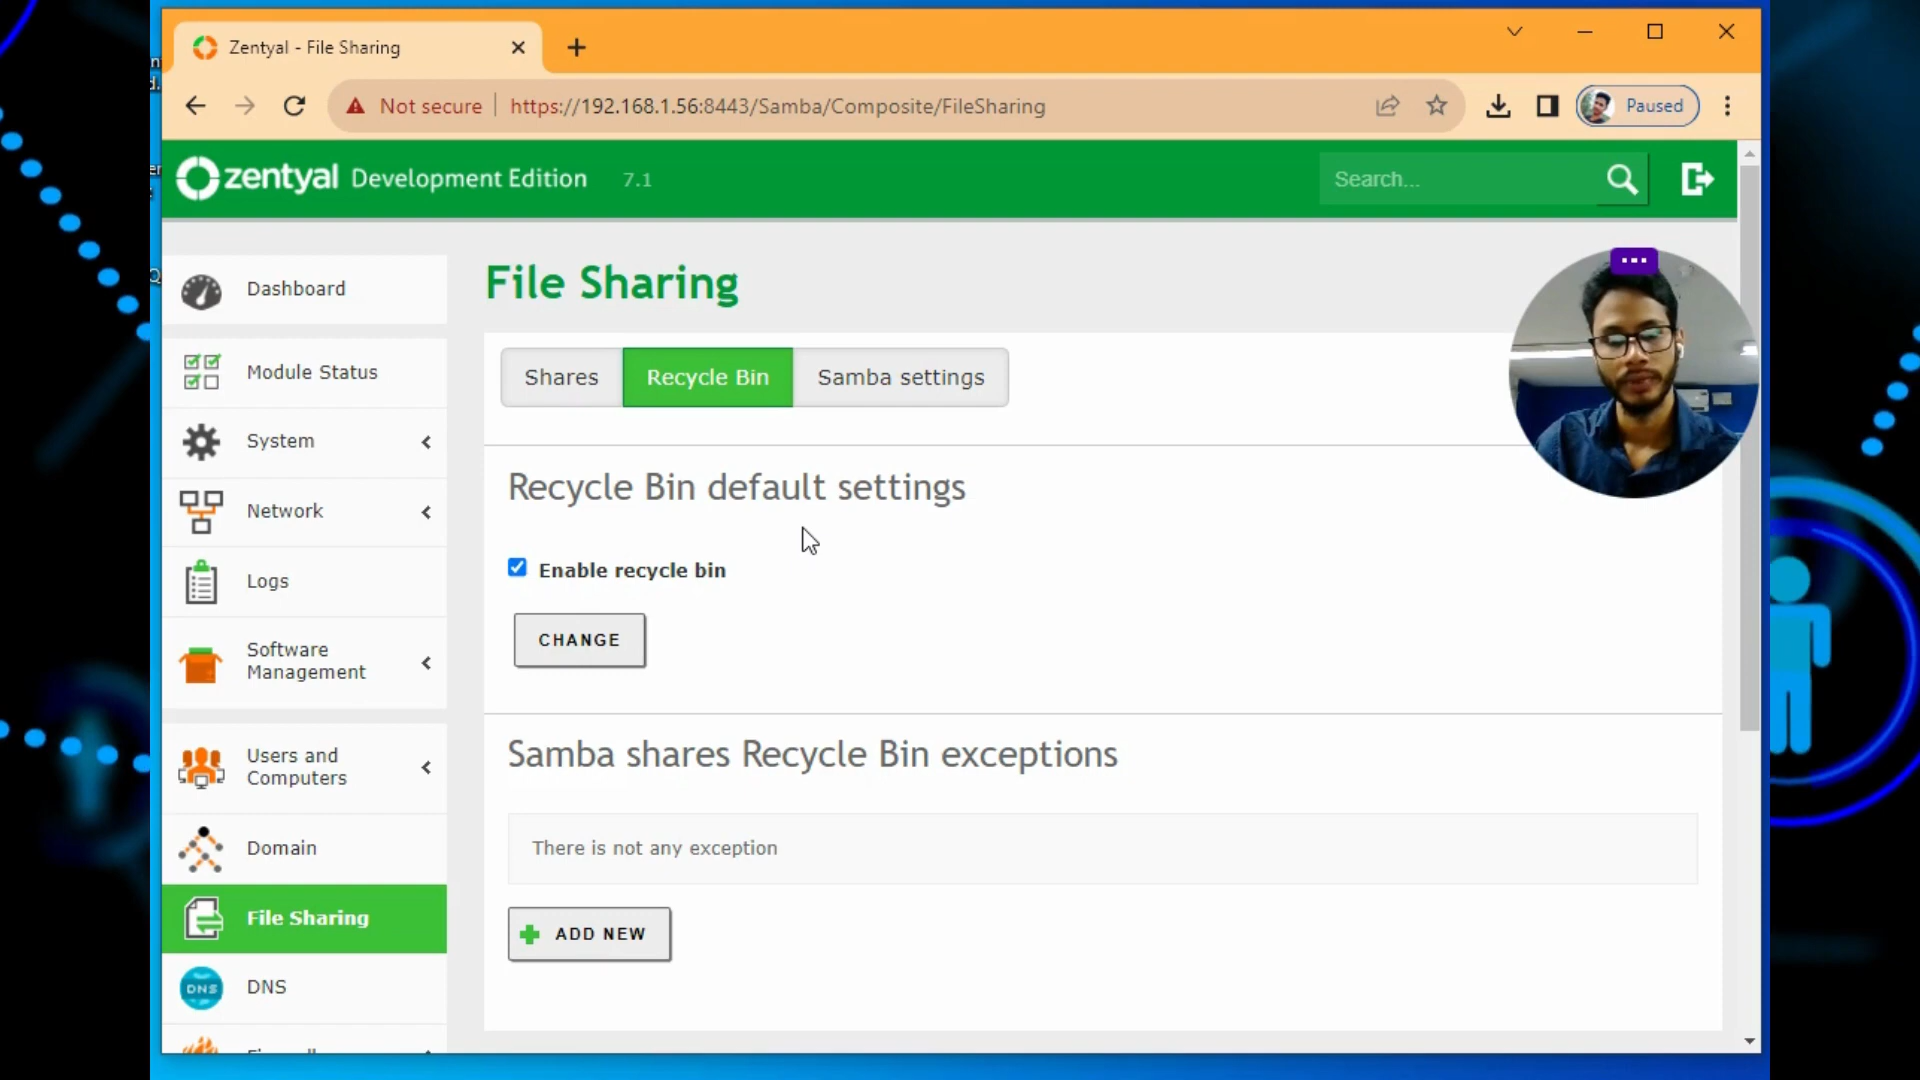 Zentyal - File Sharing
Not secure https://192.168.1.56:8443/Samba/Composite/FileSharing
Paused
zentyal Development Edition 7.1
Search...
Dashboard
Module Status
System
Network
Logs
Software
Management
Users and
Computers
Domain
File Sharing
DNS
File Sharing
Shares
Recycle Bin
Samba settings
Recycle Bin default settings
Enable recycle bin
CHANGE
Samba shares Recycle Bin exceptions
There is not any exception
ADD NEW